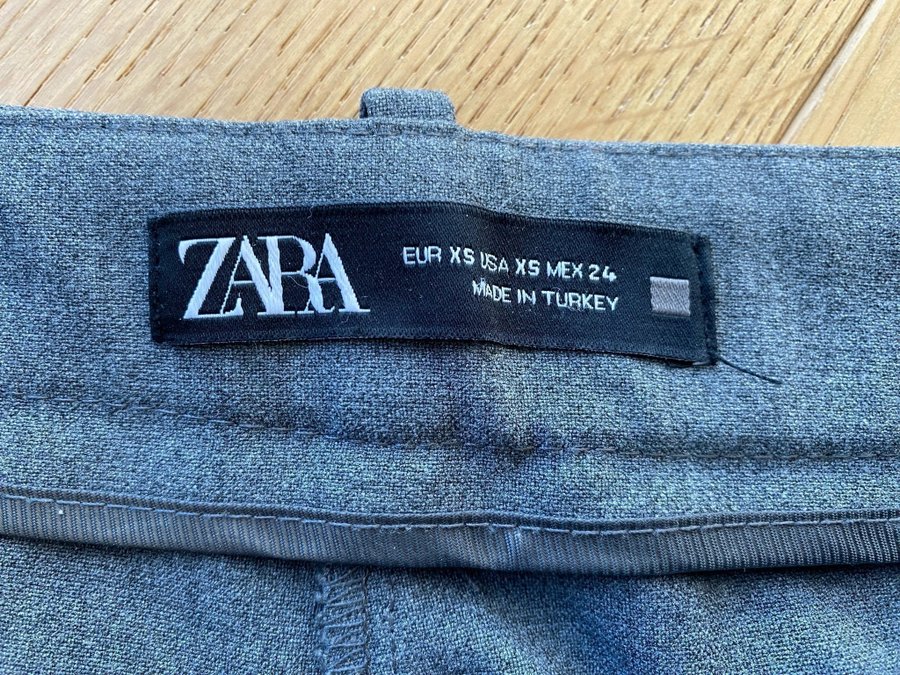 ZARA
EUR XS USA XS MEX 24
MADE IN TURKEY